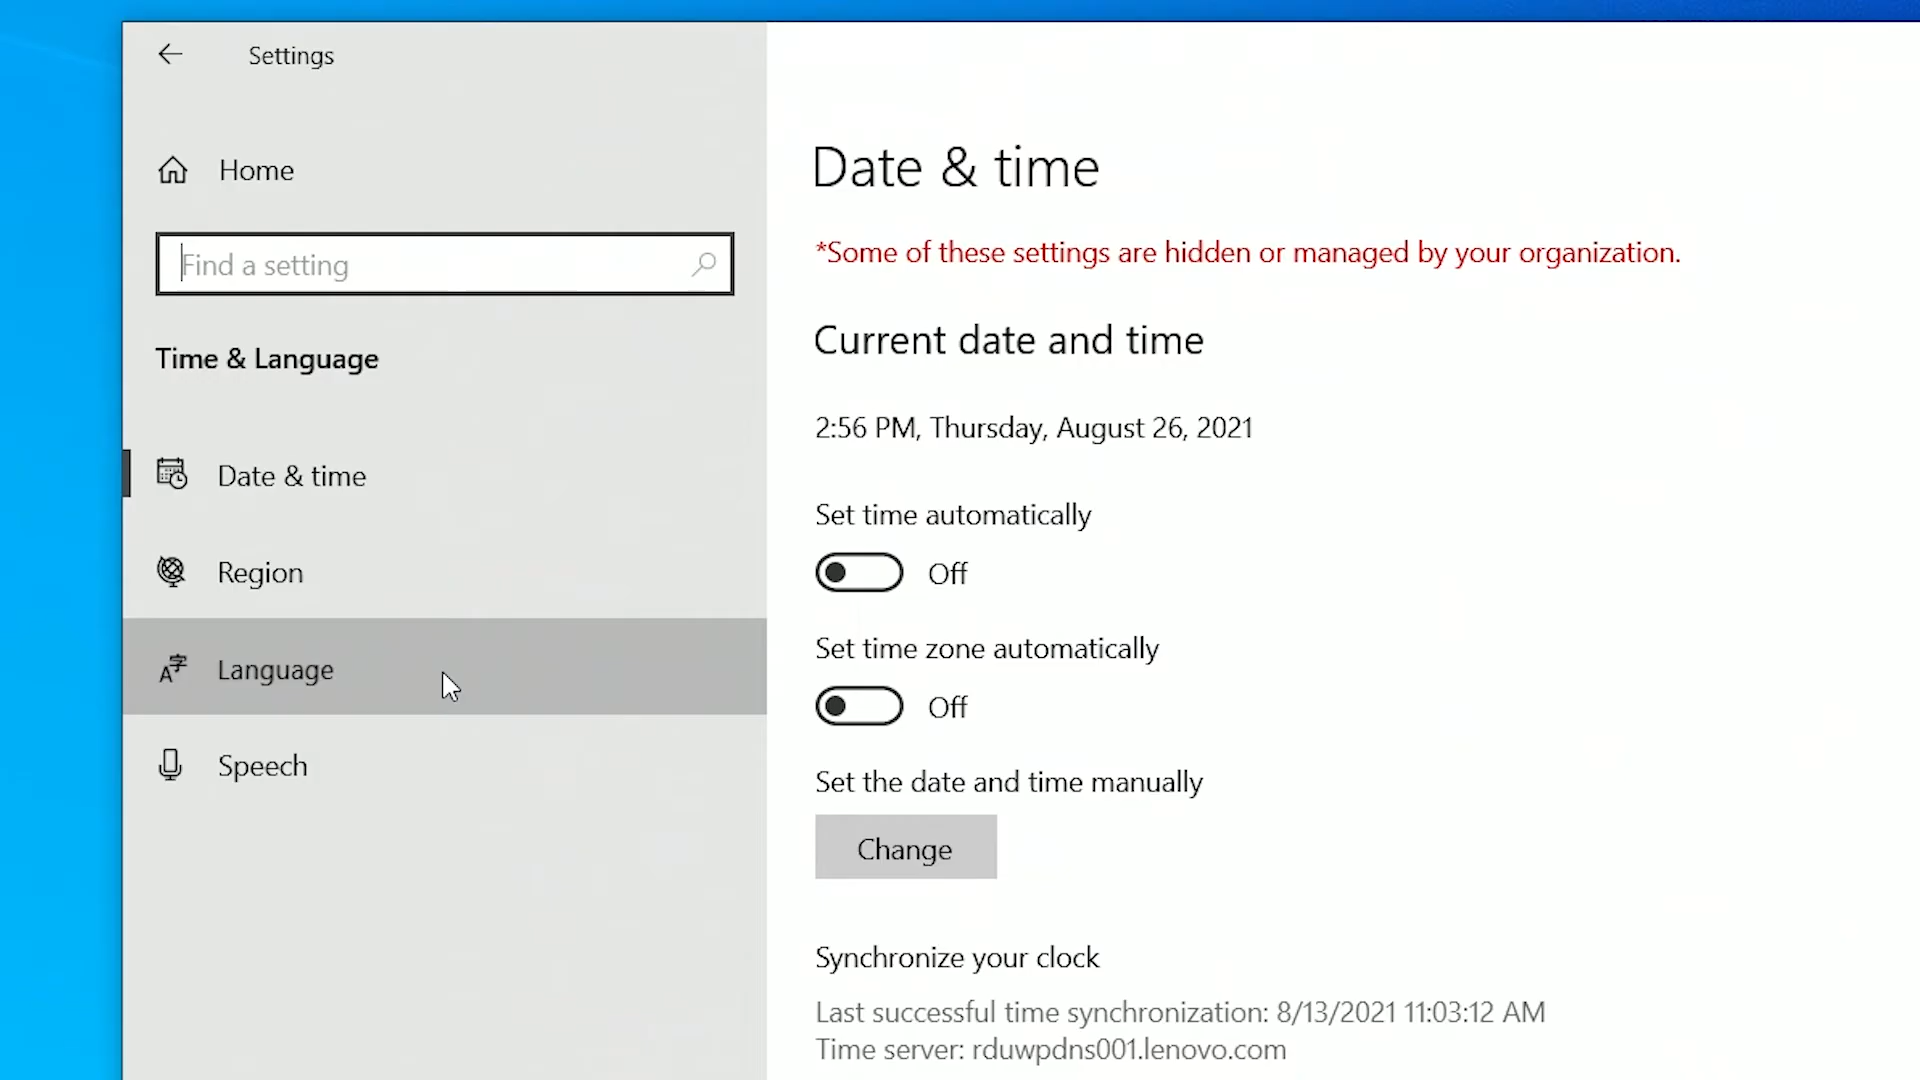 Settings
Home
Find a setting
Time & Language
Date & time
Region
Language
Speech
Date & time
*Some of these settings are hidden or managed by your organization.
Current date and time
2:56 PM, Thursday, August 26, 2021
Set time automatically
Off
Set time zone automatically
Off
Set the date and time manually
Change
Synchronize your clock
Last successful time synchronization: 8/13/2021 11:03:12 AM
Time server: rduwpdns001.lenovo.com